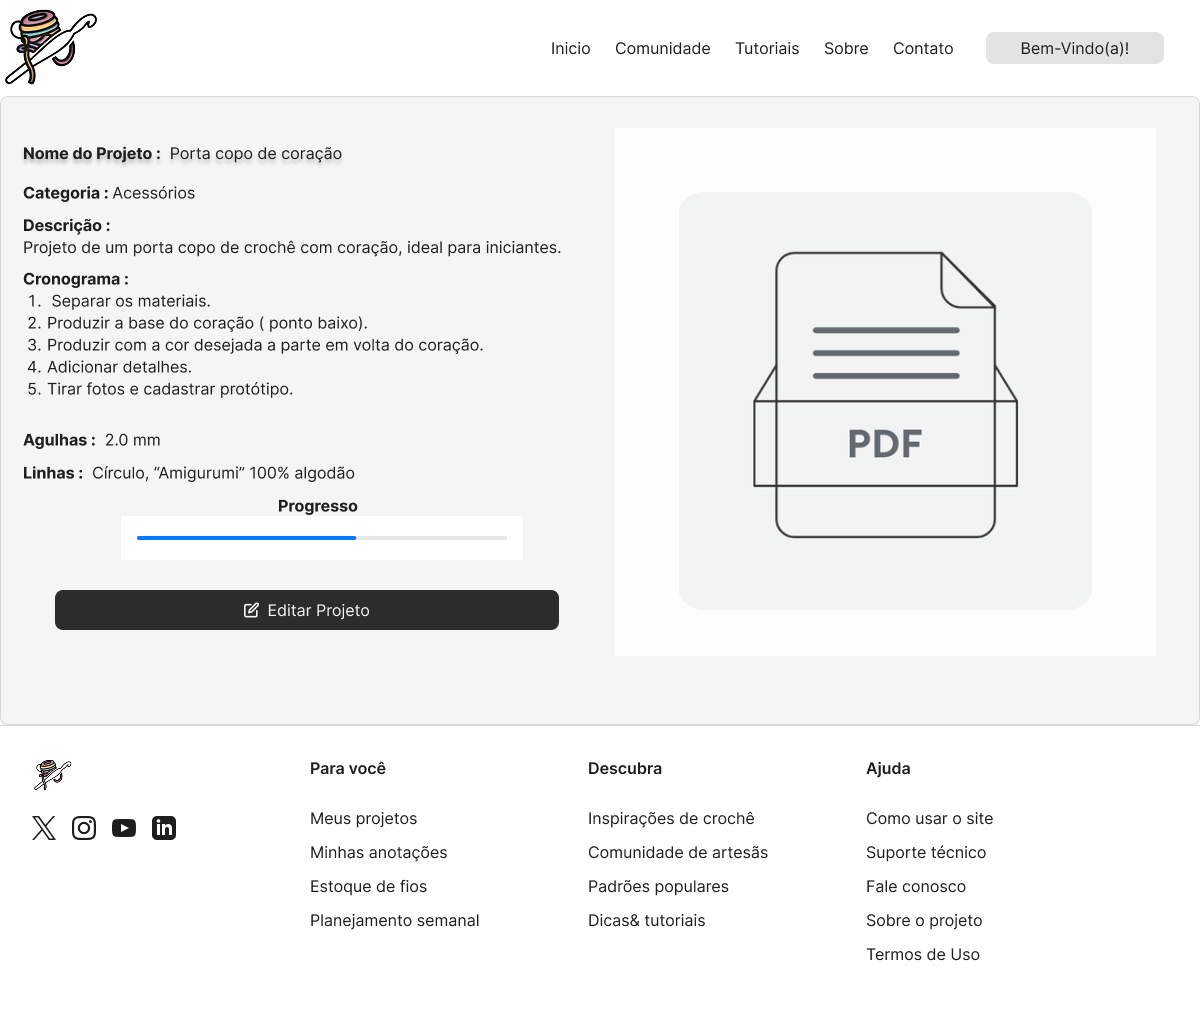 Inicio
Comunidade
Tutoriais
Sobre
Contato
Bem-Vindo(a)!
Nome do Projeto : Porta copo de coração
Categoria : Acessórios
Descrição :
Projeto de um porta copo de crochê com coração, ideal para iniciantes.
Cronograma :
1. Separar os materiais.
2. Produzir a base do coração ( ponto baixo).
3. Produzir com a cor desejada a parte em volta do coração.
4. Adicionar detalhes.
5. Tirar fotos e cadastrar protótipo.
Agulhas : 2.0 mm
Linhas : Círculo, “Amigurumi” 100% algodão
Progresso
Editar Projeto
PDF
Para você
Meus projetos
Minhas anotações
Estoque de fios
Planejamento semanal
Descubra
Inspirações de crochê
Comunidade de artesãs
Padrões populares
Dicas& tutoriais
Ajuda
Como usar o site
Suporte técnico
Fale conosco
Sobre o projeto
Termos de Uso